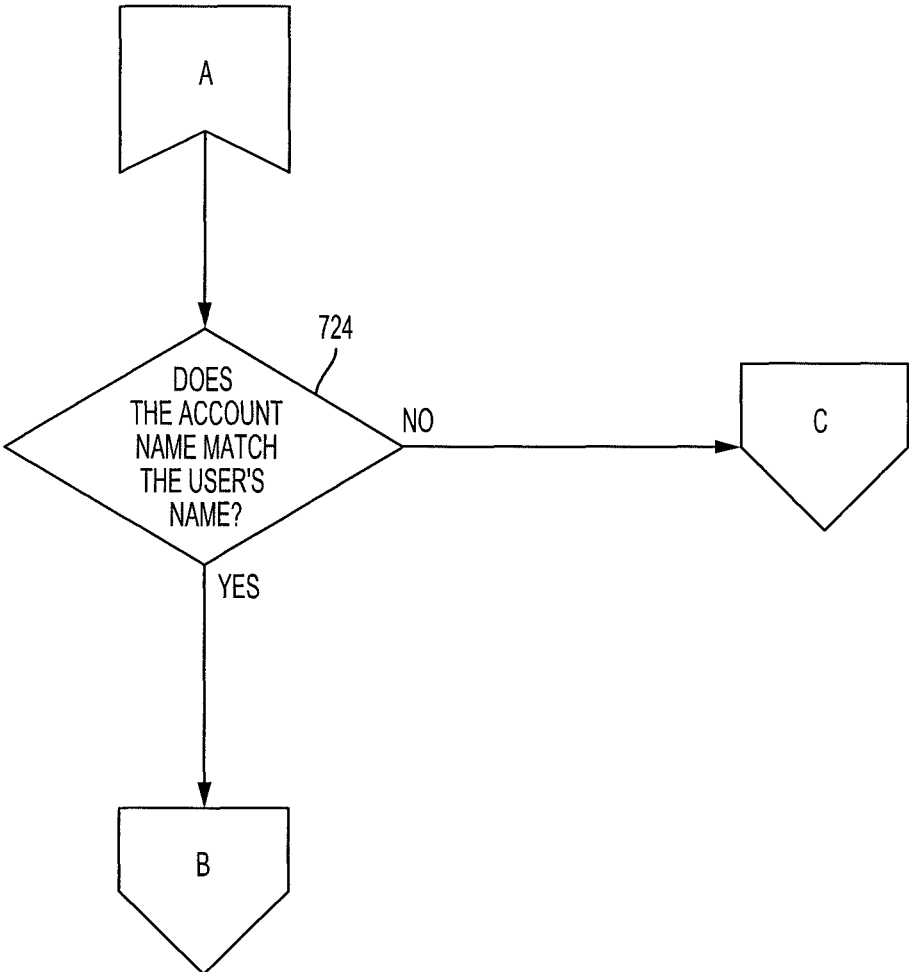 A
724
DOES
THE ACCOUNT
NAME MATCH
THE USER'S
NAME?
NO
C
YES
B